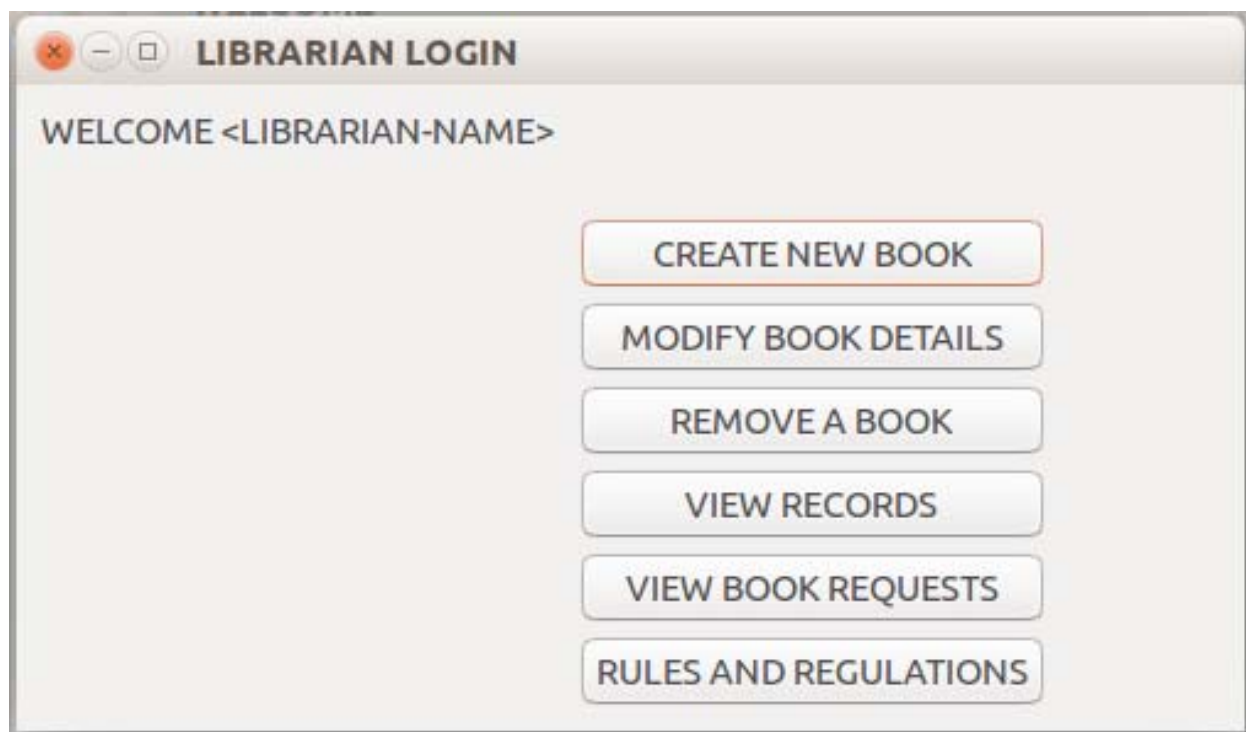 LIBRARIAN LOGIN
WELCOME <LIBRARIAN-NAME>
CREATE NEW BOOK
MODIFY BOOK DETAILS
REMOVE A BOOK
VIEW RECORDS
VIEW BOOK REQUESTS
RULES AND REGULATIONS